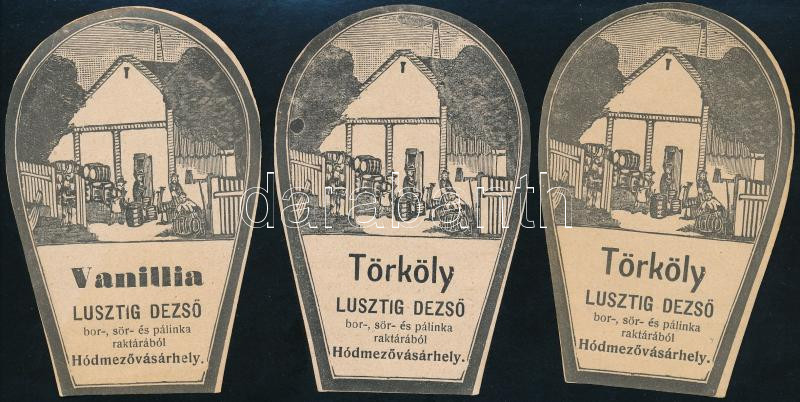 Vanillia
LUSZTIG DEZSŐ
bor-, sör- és pálinka
raktárából
Hódmezővásárhely.
Törköly
LUSZTIG DEZSŐ
bor-, sör- és pálinka
raktárából
Hódmezővásárhely.
Törköly
LUSZTIG DEZSŐ
bor-, sör- és pálinka
raktárából
Hódmezővásárhely.
darabanth